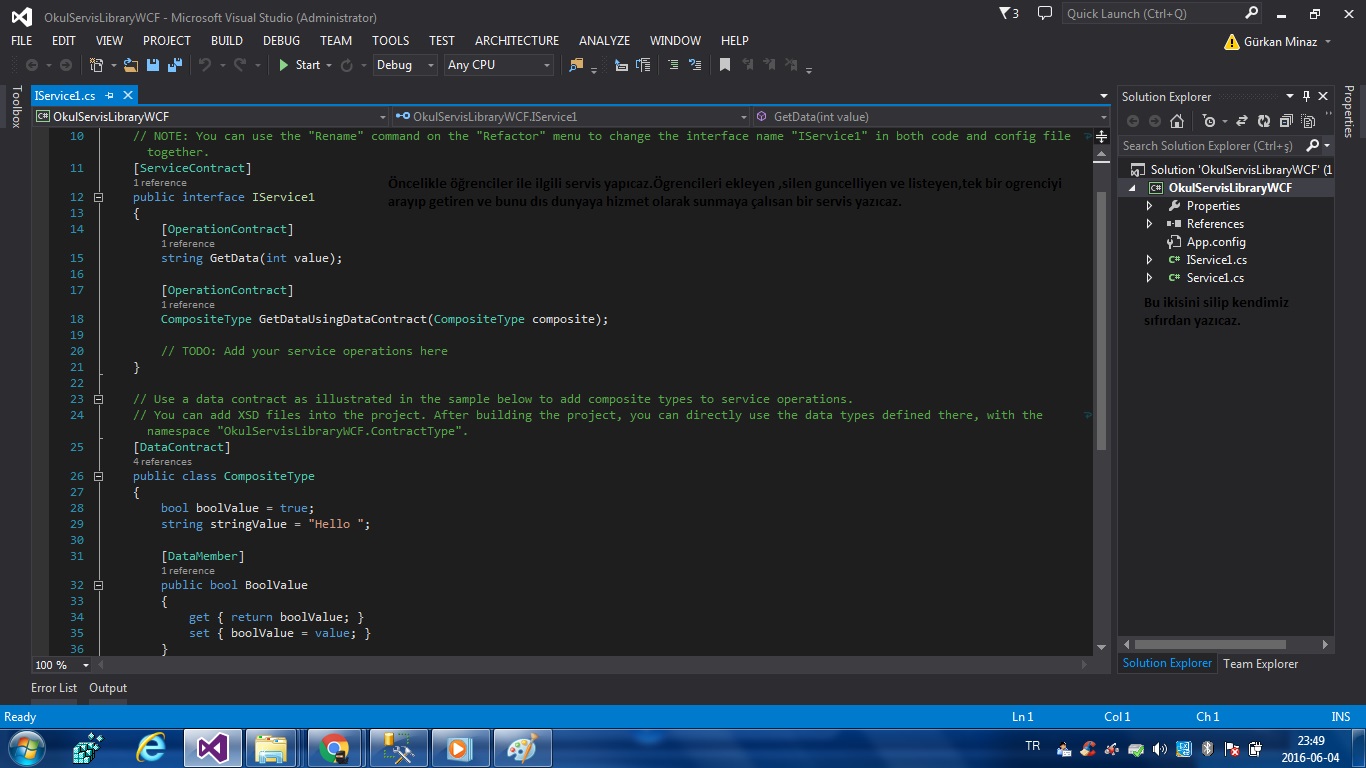 OkulServisLibraryWCF - Microsoft Visual Studio (Administrator)
3
Quick Launch (Ctrl+Q)
FILE EDIT VIEW PROJECT BUILD DEBUG TEAM TOOLS TEST ARCHITECTURE ANALYZE WINDOW HELP
Gürkan Minaz
Start Debug Any CPU
Toolbox
IService1.cs
OkulServisLibraryWCF OkulServisLibraryWCF.IService1 GetData(int value)
10 // NOTE: You can use the "Rename" command on the "Refactor" menu to change the interface name "IService1" in both code and config file
together.
11 [ServiceContract]
1 reference
12 public interface IService1
13 {
14 [OperationContract]
1 reference
15 string GetData(int value);
16
17 [OperationContract]
1 reference
18 CompositeType GetDataUsingDataContract(CompositeType composite);
19
20 // TODO: Add your service operations here
21 }
22
23 // Use a data contract as illustrated in the sample below to add composite types to service operations.
24 // You can add XSD files into the project. After building the project, you can directly use the data types defined there, with the
namespace "OkulServisLibraryWCF.ContractType".
25 [DataContract]
4 references
26 public class CompositeType
27 {
28 bool boolValue = true;
29 string stringValue = "Hello ";
30
31 [DataMember]
1 reference
32 public bool BoolValue
33 {
34 get { return boolValue; }
35 set { boolValue = value; }
36 }
Öncelikle öğrenciler ile ilgili servis yapıcaz.Ögrencileri ekleyen ,silen guncelliyen ve listeyen,tek bir ogrenciyi
arayıp getiren ve bunu dıs dunyaya hizmet olarak sunmaya çalısan bir servis yazıcaz.
100 %
Solution Explorer
Search Solution Explorer (Ctrl+ş)
Solution 'OkulServisLibraryWCF' (1
OkulServisLibraryWCF
Properties
References
App.config
IService1.cs
Service1.cs
Bu ikisini silip kendimiz
sıfırdan yazıcaz.
Solution Explorer Team Explorer
Properties
Error List Output
Ready Ln 1 Col 1 Ch 1 INS
TR
23:49
2016-06-04